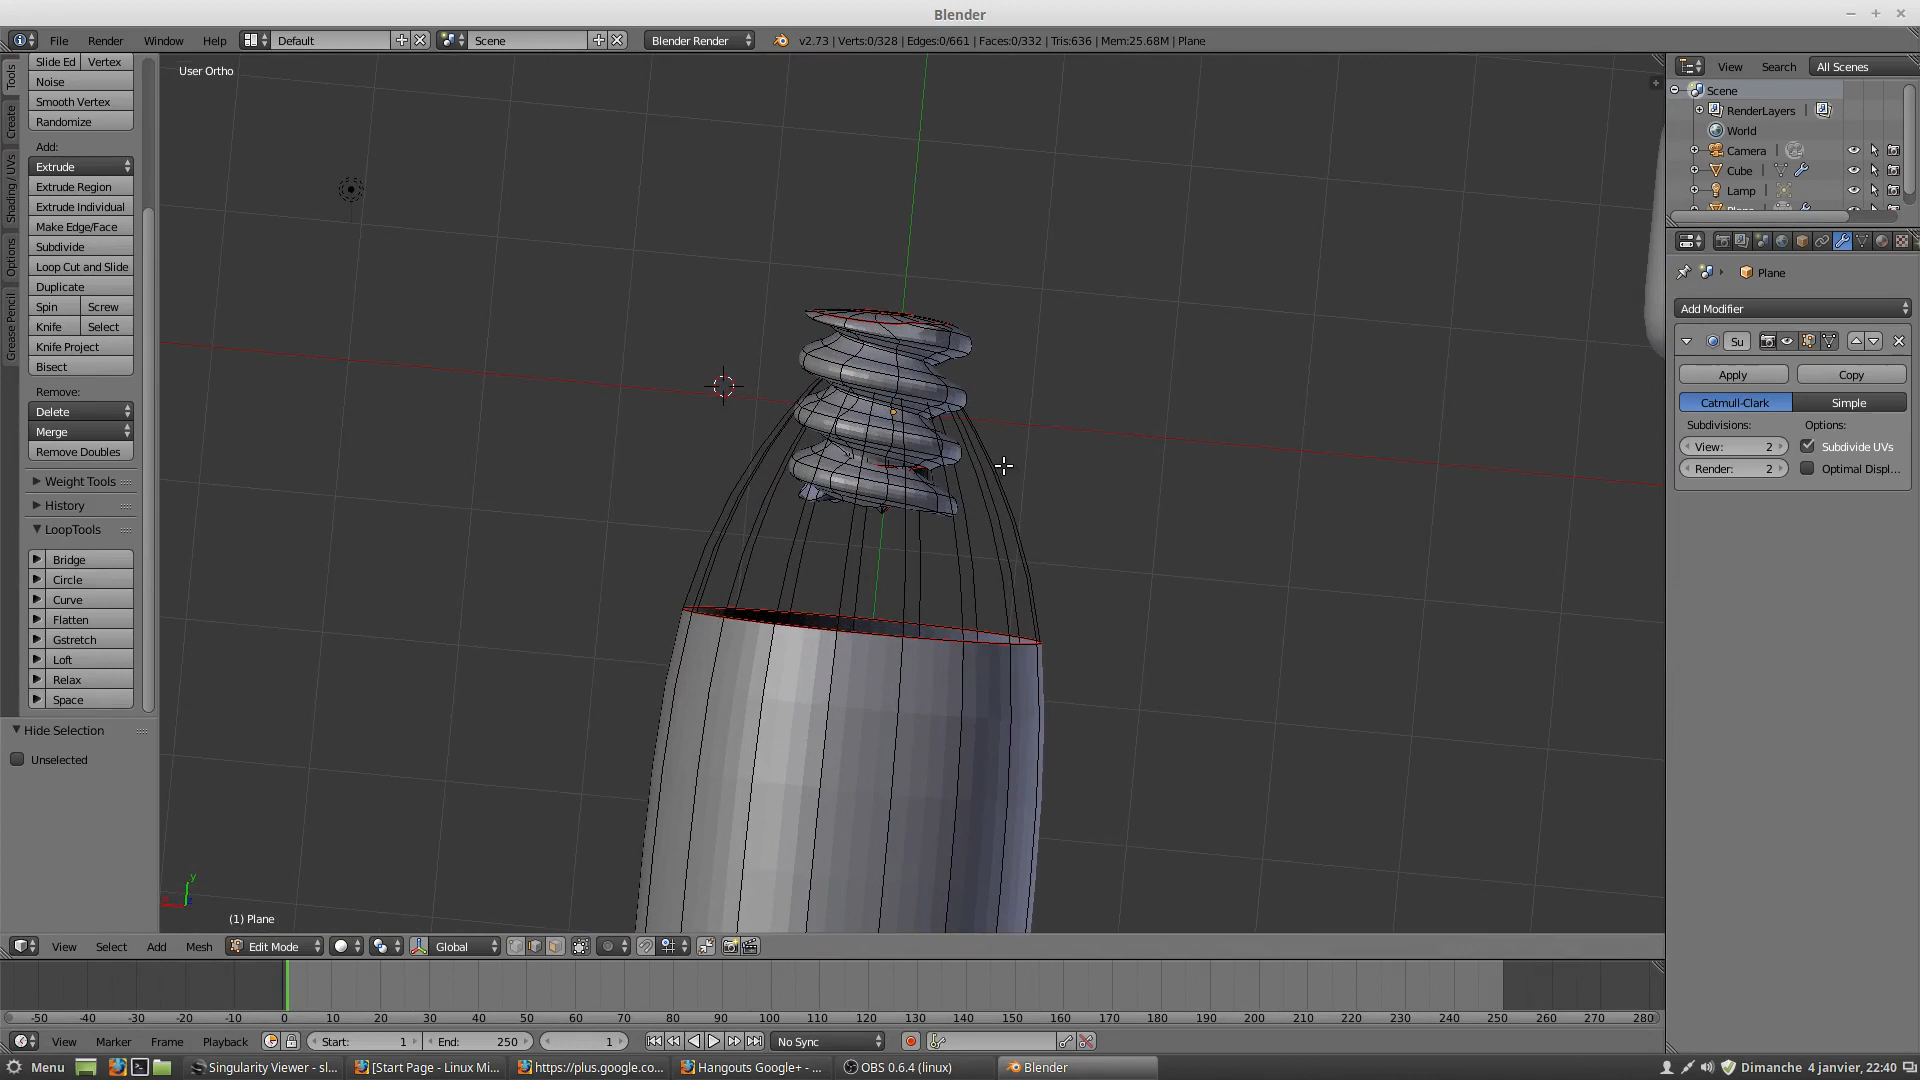 Blender
File Render Window Help Default Scene Blender Render v2.73 | Verts:0/328 | Edges:0/661 | Faces:0/332 | Tris:636 | Mem:25.68M | Plane
Slide Ed Vertex
Noise
Smooth Vertex
Randomize
Add:
Extrude
Extrude Region
Extrude Individual
Make Edge/Face
Subdivide
Loop Cut and Slide
Duplicate
Spin Screw
Knife Select
Knife Project
Bisect
Remove:
Delete
Merge
Remove Doubles
Weight Tools
History
LoopTools
Bridge
Circle
Curve
Flatten
Gstretch
Loft
Relax
Space
Hide Selection
Unselected
Tools
Create
Shading / UVs
Options
Grease Pencil
User Ortho
y
(1) Plane
View Search All Scenes
Scene
RenderLayers
World
Camera
Cube
Lamp
Plane
Add Modifier
Su
Apply Copy
Catmull-Clark Simple
Subdivisions: Options:
View: 2 Subdivide UVs
Render: 2 Optimal Displ...
View Select Add Mesh Edit Mode Global
-50 -40 -30 -20 -10 0 10 20 30 40 50 60 70 80 90 100 110 120 130 140 150 160 170 180 190 200 210 220 230 240 250 260 270 280
View Marker Frame Playback Start: 1 End: 250 1 No Sync
Menu Singularity Viewer - sl... [Start Page - Linux Mi... https://plus.google.co... Hangouts Google+ - ... OBS 0.6.4 (linux) Blender Dimanche 4 janvier, 22:40